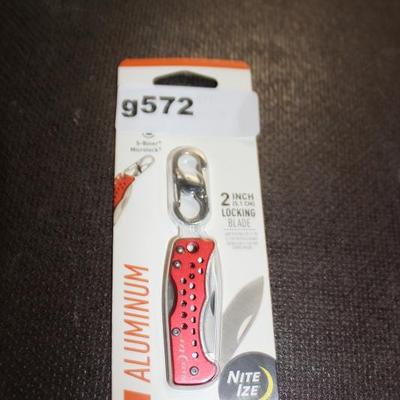 g572
S-Biner®
Microlock®
2 INCH
(5.1 CM)
LOCKING
BLADE
ALUMINUM
NITE
IZE